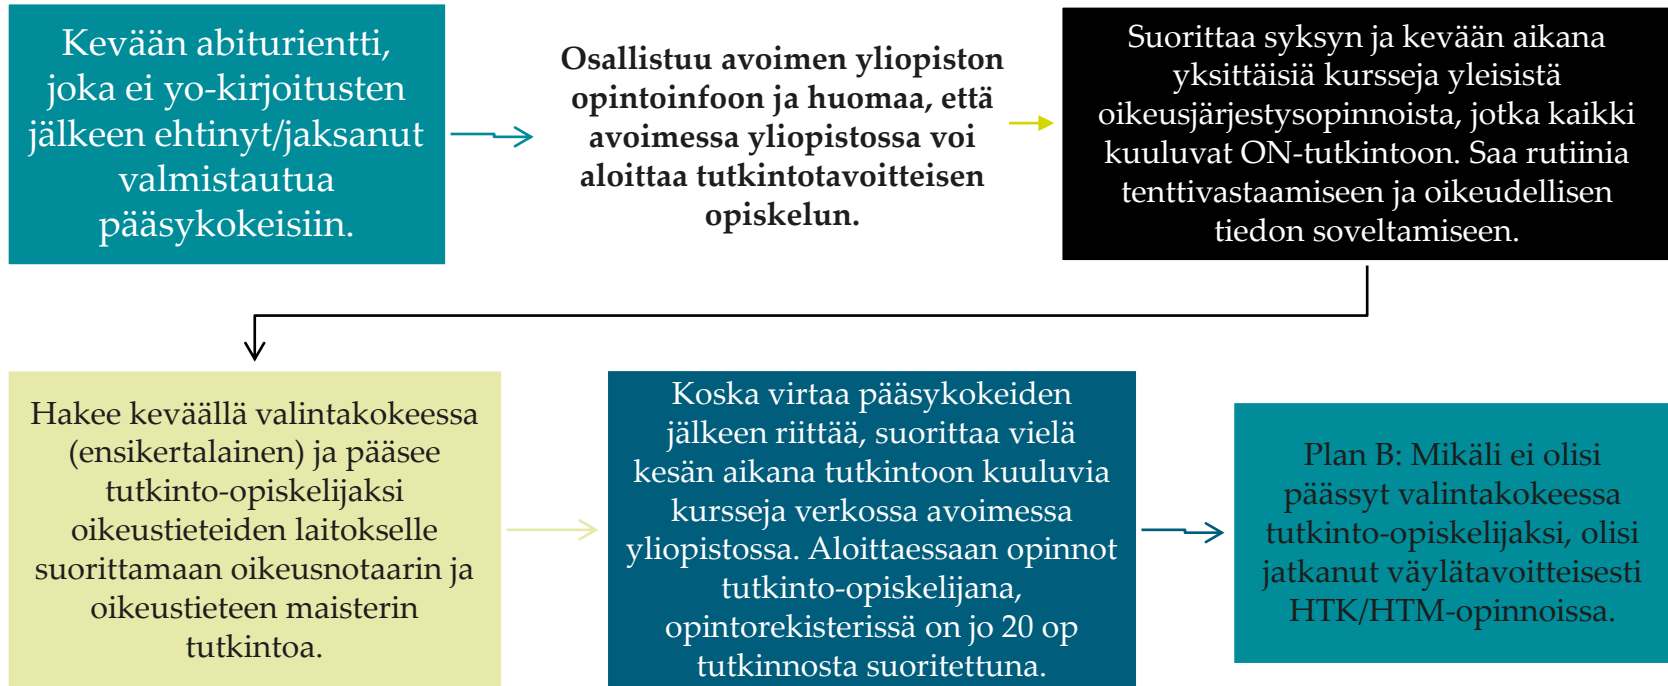 Kevään abiturientti,
joka ei yo-kirjoitusten
jälkeen ehtinyt/jaksanut
valmistautua
pääsykokeisiin.
Osallistuu avoimen yliopiston
opintoinfoon ja huomaa, että
avoimessa yliopistossa voi
aloittaa tutkintotavoitteisen
opiskelun.
Suorittaa syksyn ja kevään aikana
yksittäisiä kursseja yleisistä
oikeusjärjestysopinnoista, jotka kaikki
kuuluvat ON-tutkintoon. Saa rutiinia
tenttivastaamiseen ja oikeudellisen
tiedon soveltamiseen.
Hakee keväällä valintakokeessa
(ensikertalainen) ja pääsee
tutkinto-opiskelijaksi
oikeustieteiden laitokselle
suorittamaan oikeusnotaarin ja
oikeustieteen maisterin
tutkintoa.
Koska virtaa pääsykokeiden
jälkeen riittää, suorittaa vielä
kesän aikana tutkintoon kuuluvia
kursseja verkossa avoimessa
yliopistossa. Aloittaessaan opinnot
tutkinto-opiskelijana,
opintorekisterissä on jo 20 op
tutkinnosta suoritettuna.
Plan B: Mikäli ei olisi
päässyt valintakokeessa
tutkinto-opiskelijaksi, olisi
jatkanut väylätavoitteisesti
HTK/HTM-opinnoissa.